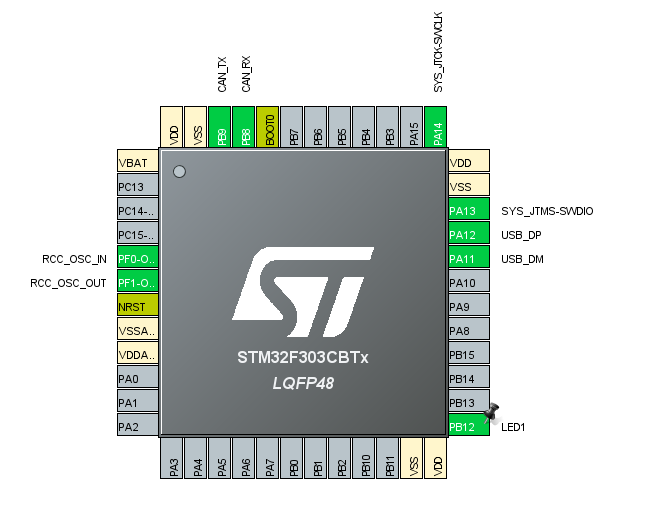 CAN_TX
CAN_RX
SYS_JTCK-SWCLK
VDD
VSS
PB9
PB8
BOOT0
PB7
PB6
PB5
PB4
PB3
PA15
PA14
VBAT
PC13
PC14-..
PC15-..
RCC_OSC_IN PF0-O..
RCC_OSC_OUT PF1-O..
NRST
VSSA..
VDDA..
PA0
PA1
PA2
VDD
VSS
PA13 SYS_JTMS-SWDIO
PA12 USB_DP
PA11 USB_DM
PA10
PA9
PA8
PB15
PB14
PB13
PB12 LED1
STM32F303CBTx
LQFP48
PA3
PA4
PA5
PA6
PA7
PB0
PB1
PB2
PB10
PB11
VSS
VDD